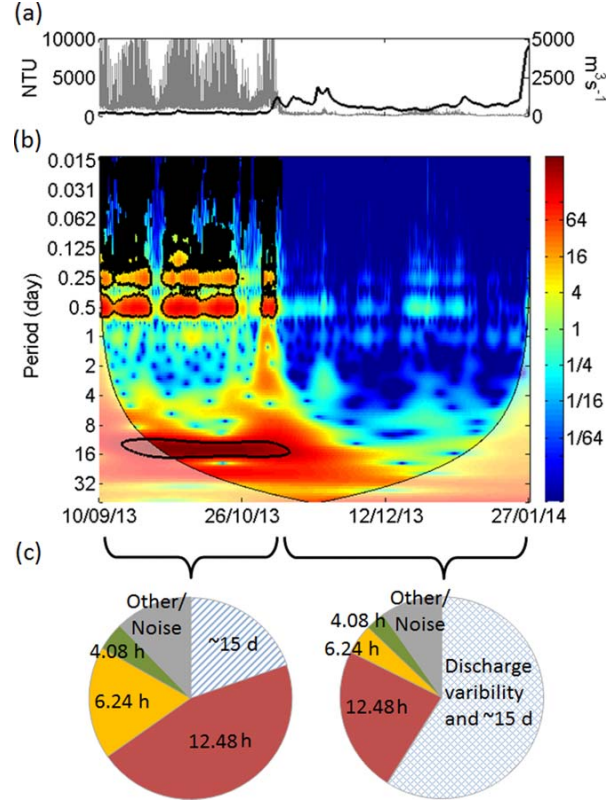 (a)
10000
5000
0
NTU
5000
2500
0
m³s⁻¹
(b)
0.015
0.031
0.062
0.125
0.25
0.5
1
2
4
8
16
32
Period (day)
64
16
4
1
1/4
1/16
1/64
10/09/13 26/10/13 12/12/13 27/01/14
(c)
Other/
Noise
~15 d
4.08 h
6.24 h
12.48 h
Other/
Noise
4.08 h
6.24 h
12.48 h
Discharge
varibility
and ~15 d